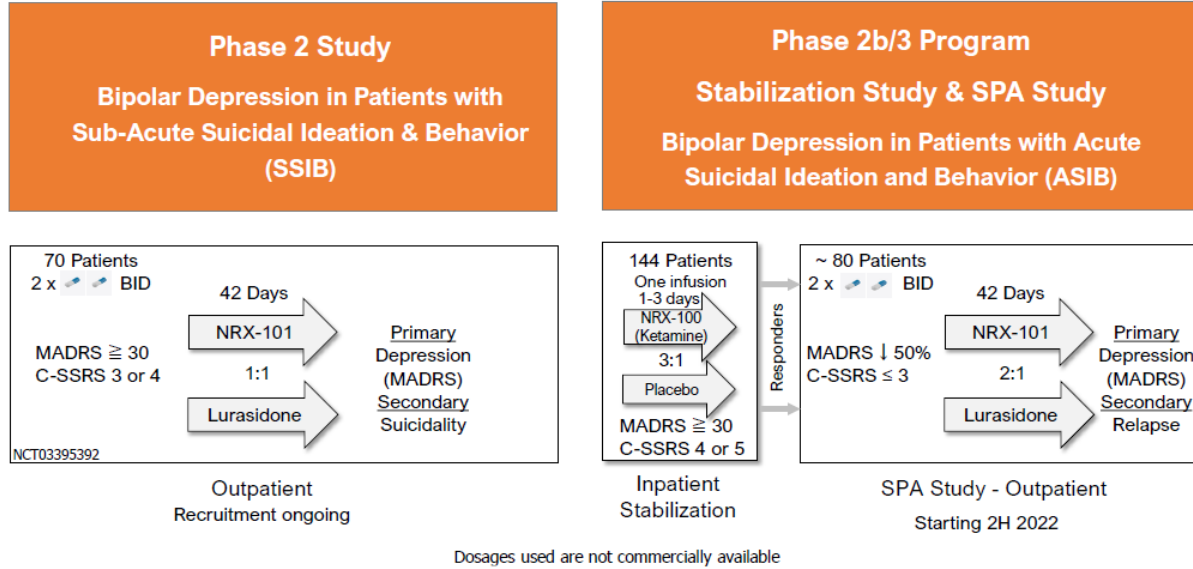 Phase 2 Study
Bipolar Depression in Patients with
Sub-Acute Suicidal Ideation & Behavior
(SSIB)
70 Patients
2 x BID
MADRS ≧ 30
C-SSRS 3 or 4
42 Days
NRX-101
1:1
Lurasidone
Primary
Depression
(MADRS)
Secondary
Suicidality
NCT03395392
Outpatient
Recruitment ongoing
Phase 2b/3 Program
Stabilization Study & SPA Study
Bipolar Depression in Patients with Acute
Suicidal Ideation and Behavior (ASIB)
144 Patients
One infusion
1-3 days
NRX-100
(Ketamine)
3:1
Placebo
MADRS ≧ 30
C-SSRS 4 or 5
Inpatient
Stabilization
Responders
~ 80 Patients
2 x BID
MADRS ↓ 50%
C-SSRS ≤ 3
42 Days
NRX-101
2:1
Lurasidone
Primary
Depression
(MADRS)
Secondary
Relapse
SPA Study - Outpatient
Starting 2H 2022
Dosages used are not commercially available